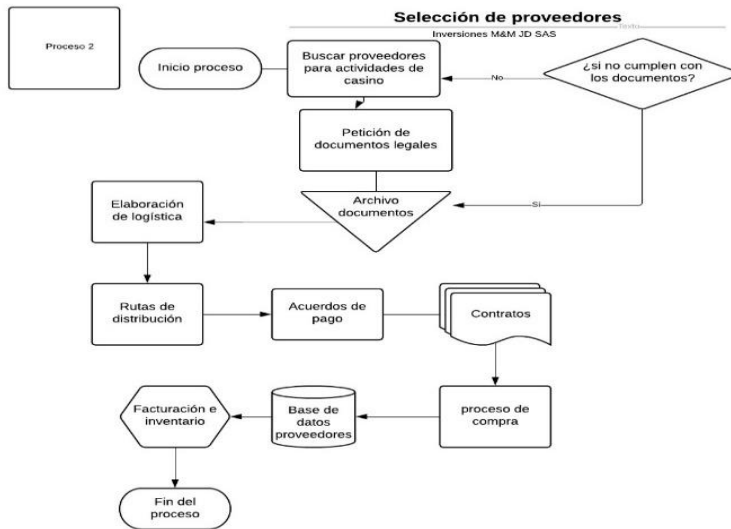 Selección de proveedores
Texto
Inversiones M&M JD SAS
Proceso 2
Inicio proceso
Buscar proveedores
para actividades de
casino
No
¿si no cumplen con
los documentos?
Petición de
documentos legales
Elaboración
de logística
Archivo
documentos
Si
Rutas de
distribución
Acuerdos de
pago
Contratos
Facturación e
inventario
Base de
datos
proveedores
proceso de
compra
Fin del
proceso